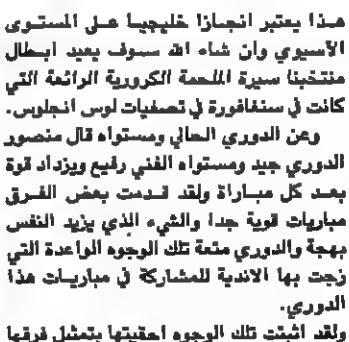 هذا يعتبر انجازا خليجيا على المستوى
الآسيوي وان شاء الله سوف يعيد ابطال
منتخبنا سيرة الملحمة الكروية الرائعة التي
كانت في سنغافورة في تصفيات لوس انجلوس.
وعن الدوري الحالي ومستواه قال منصور
الدوري جيد ومستواه الفني رفيع ويزداد قوة
بعد كل مباراة ولقد قدمت بعض الفرق
مباريات قوية جدا والشيء الذي يزيد النفس
بهجة والدوري متعة تلك الوجوه الواعدة التي
زجت بها الاندية للمشاركة في مباريات هذا
الدوري.
ولقد اثبتت تلك الوجوه احقيتها بتمثيل فرقها